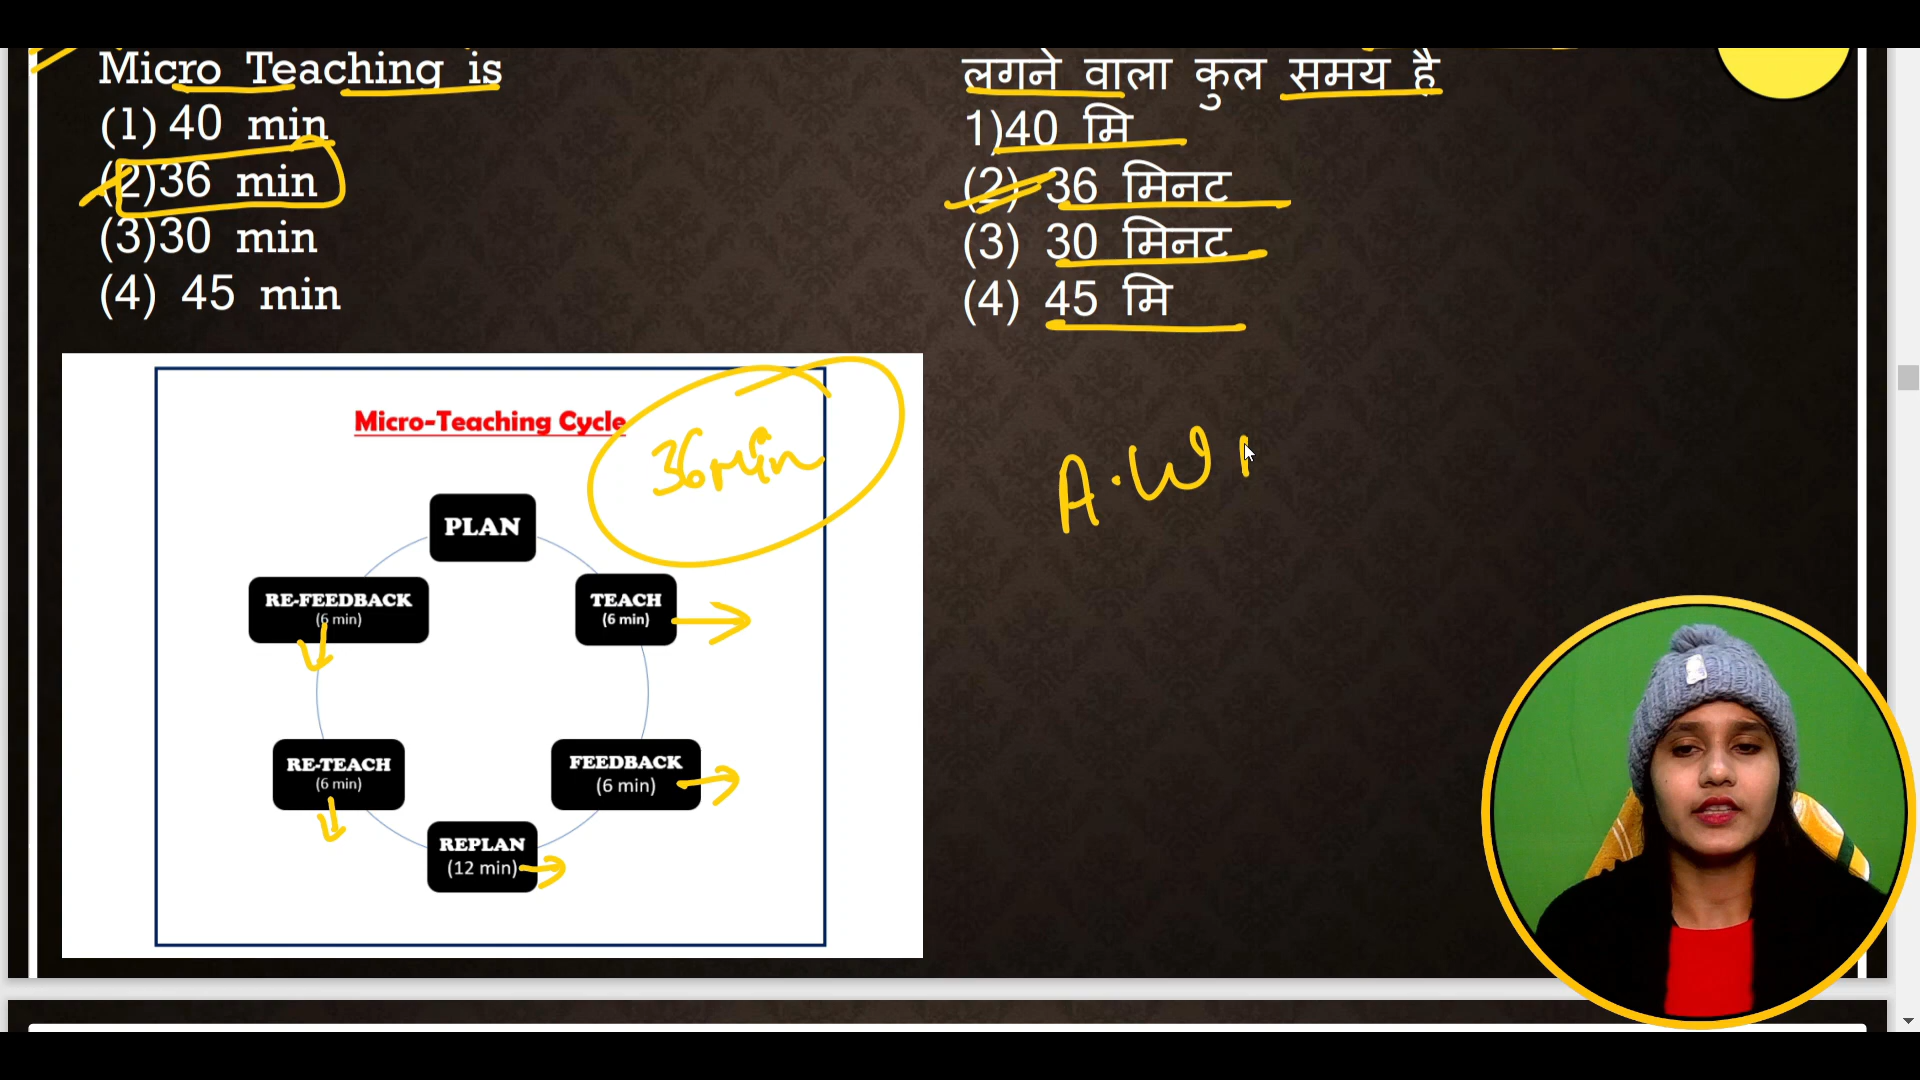 Micro Teaching is
(1) 40 min
(2)36 min
(3)30 min
(4) 45 min
लगने वाला कुल समय है
1)40 मि
(2) 36 मिनट
(3) 30 मिनट
(4) 45 मि
Micro-Teaching Cycle
36 min
PLAN
TEACH
(6 min)
FEEDBACK
(6 min)
REPLAN
(12 min)
RE-TEACH
(6 min)
RE-FEEDBACK
(6 min)
A.W